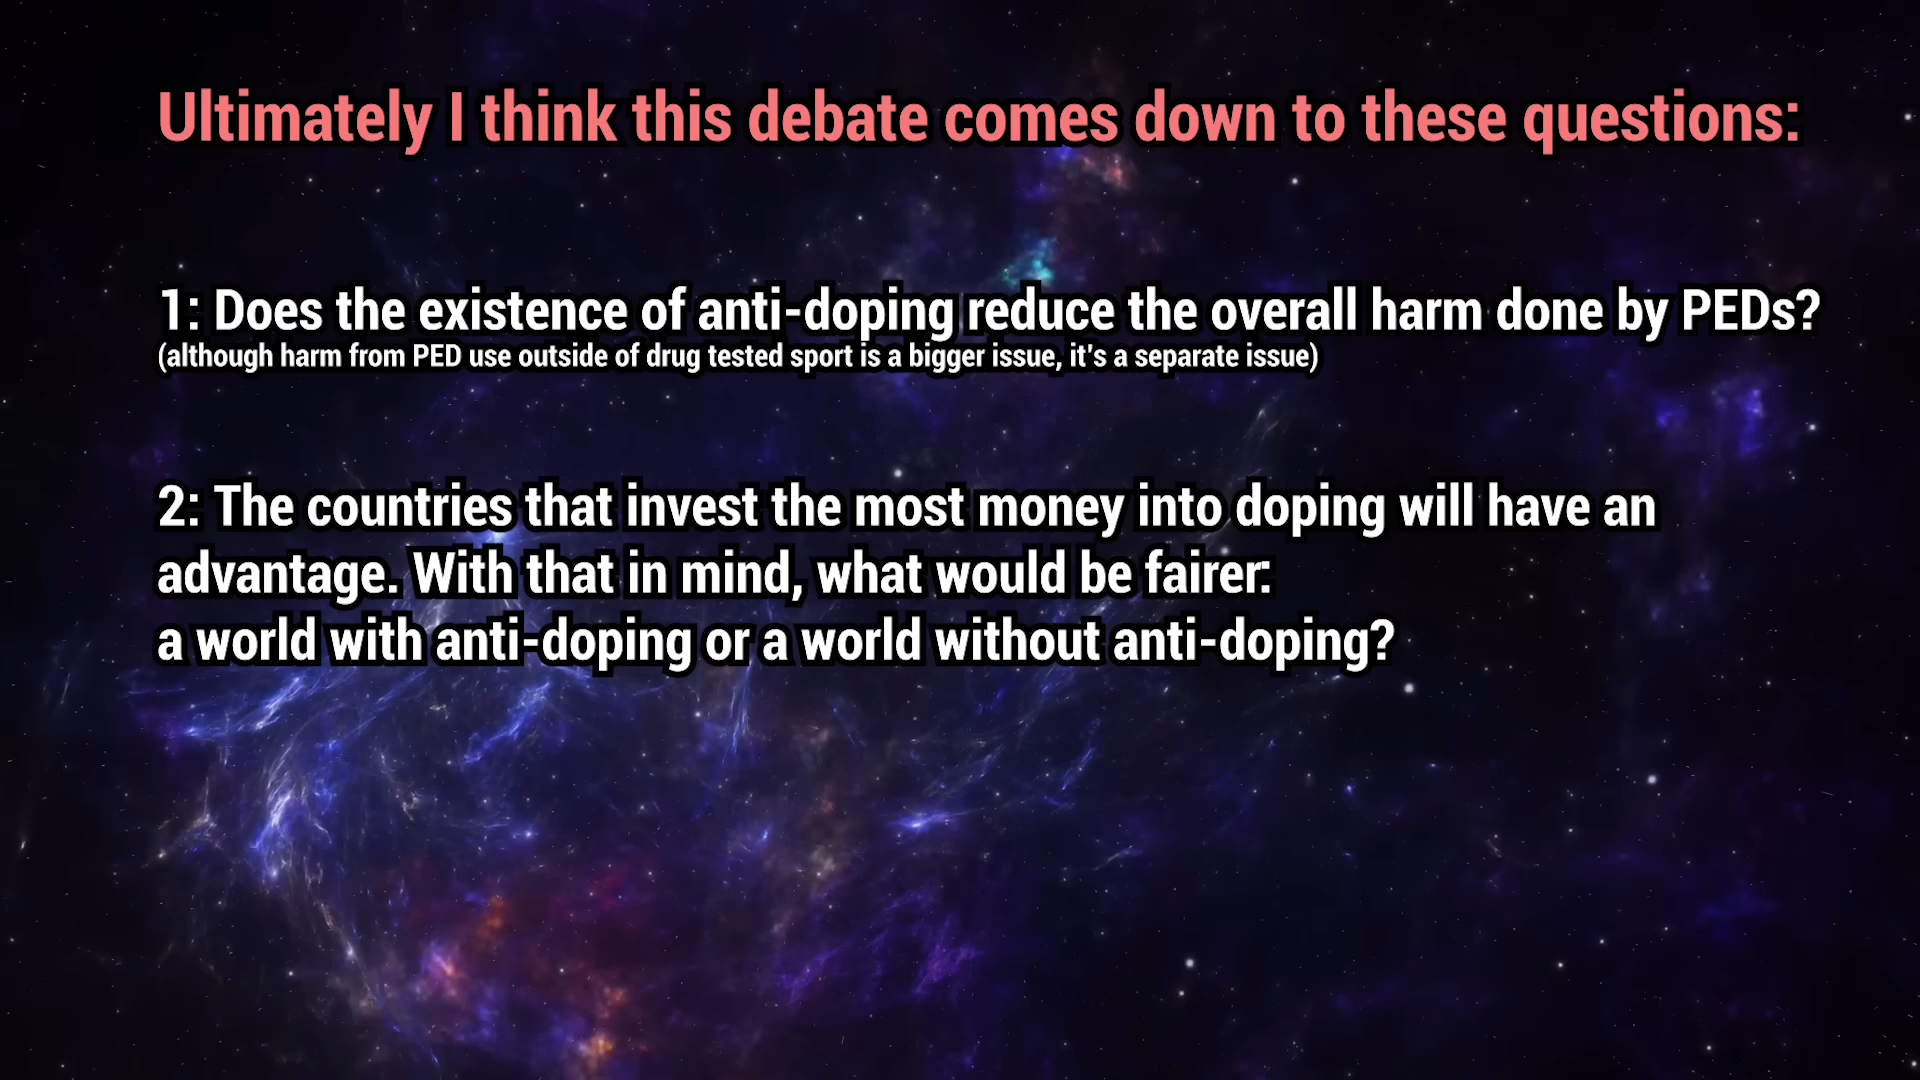 Ultimately I think this debate comes down to these questions:
1: Does the existence of anti-doping reduce the overall harm done by PEDs?
(although harm from PED use outside of drug tested sport is a bigger issue, it's a separate issue)
2: The countries that invest the most money into doping will have an
advantage. With that in mind, what would be fairer:
a world with anti-doping or a world without anti-doping?